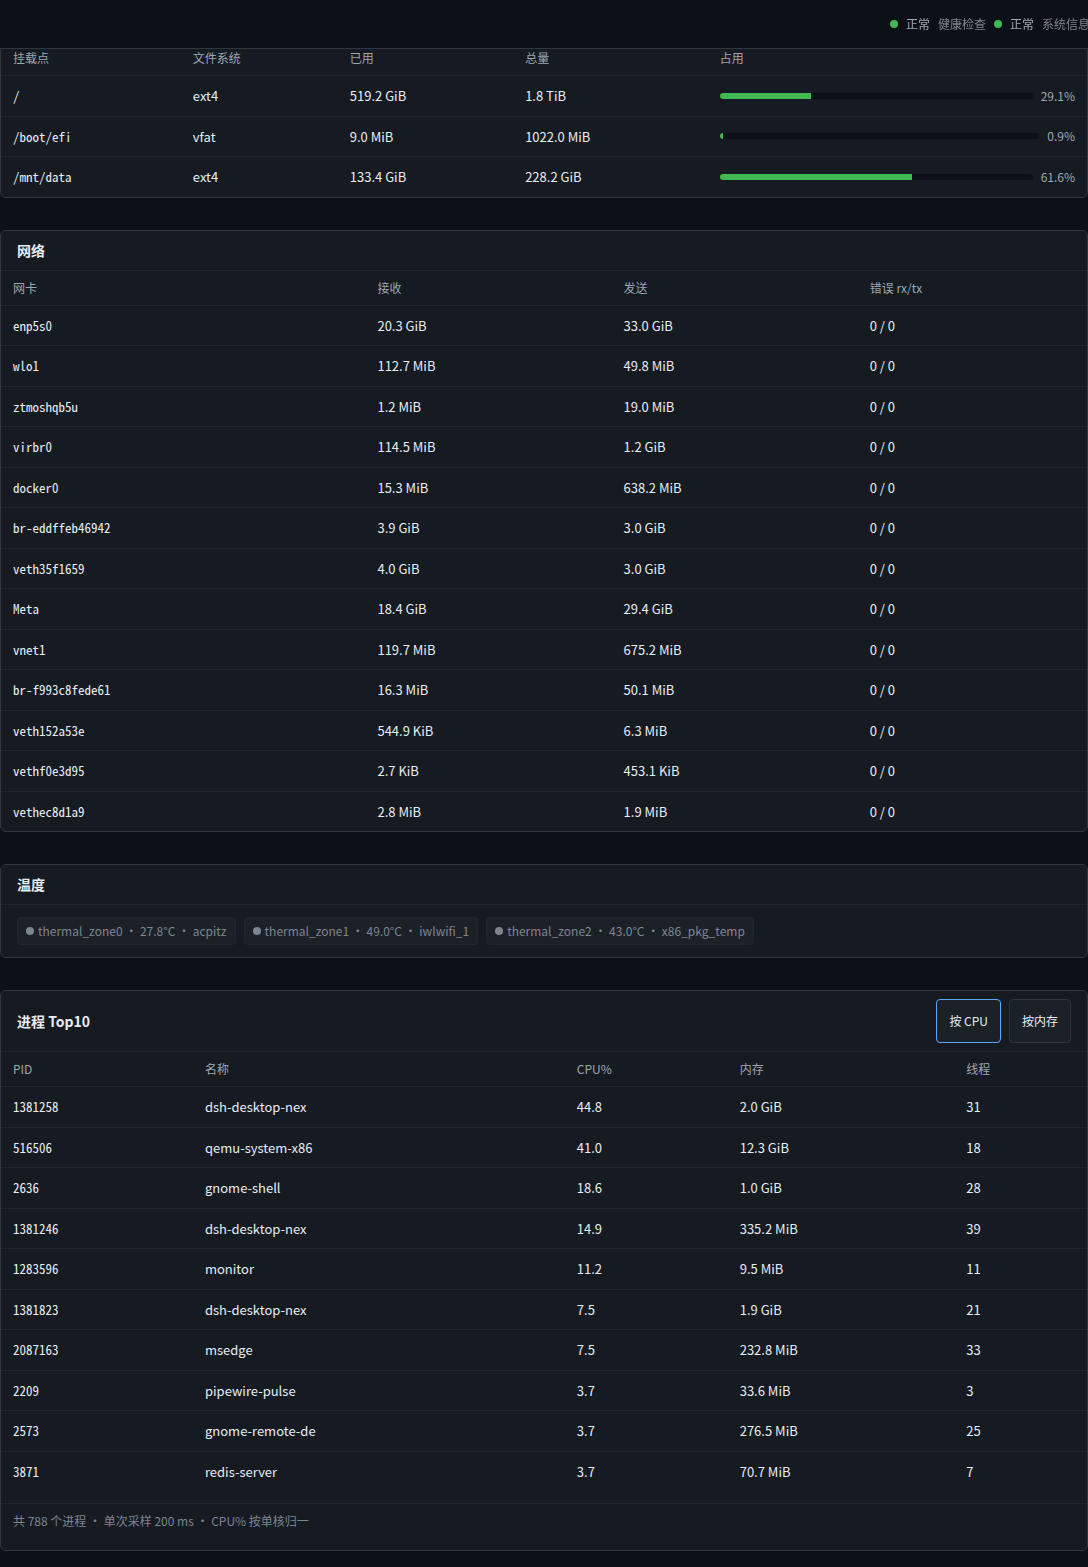 正常 健康检查 正常 系统信息
挂载点 文件系统 已用 总量 占用
/ ext4 519.2 GiB 1.8 TiB 29.1%
/boot/efi vfat 9.0 MiB 1022.0 MiB 0.9%
/mnt/data ext4 133.4 GiB 228.2 GiB 61.6%
网络
网卡 接收 发送 错误 rx/tx
enp5s0 20.3 GiB 33.0 GiB 0 / 0
wlo1 112.7 MiB 49.8 MiB 0 / 0
ztmoshqb5u 1.2 MiB 19.0 MiB 0 / 0
virbr0 114.5 MiB 1.2 GiB 0 / 0
docker0 15.3 MiB 638.2 MiB 0 / 0
br-eddffeb46942 3.9 GiB 3.0 GiB 0 / 0
veth35f1659 4.0 GiB 3.0 GiB 0 / 0
Meta 18.4 GiB 29.4 GiB 0 / 0
vnet1 119.7 MiB 675.2 MiB 0 / 0
br-f993c8fede61 16.3 MiB 50.1 MiB 0 / 0
veth152a53e 544.9 KiB 6.3 MiB 0 / 0
vethf0e3d95 2.7 KiB 453.1 KiB 0 / 0
vethec8d1a9 2.8 MiB 1.9 MiB 0 / 0
温度
thermal_zone0 · 27.8°C · acpitz thermal_zone1 · 49.0°C · iwlwifi_1 thermal_zone2 · 43.0°C · x86_pkg_temp
进程 Top10 按 CPU 按内存
PID 名称 CPU% 内存 线程
1381258 dsh-desktop-nex 44.8 2.0 GiB 31
516506 qemu-system-x86 41.0 12.3 GiB 18
2636 gnome-shell 18.6 1.0 GiB 28
1381246 dsh-desktop-nex 14.9 335.2 MiB 39
1283596 monitor 11.2 9.5 MiB 11
1381823 dsh-desktop-nex 7.5 1.9 GiB 21
2087163 msedge 7.5 232.8 MiB 33
2209 pipewire-pulse 3.7 33.6 MiB 3
2573 gnome-remote-de 3.7 276.5 MiB 25
3871 redis-server 3.7 70.7 MiB 7
共 788 个进程 · 单次采样 200 ms · CPU% 按单核归一